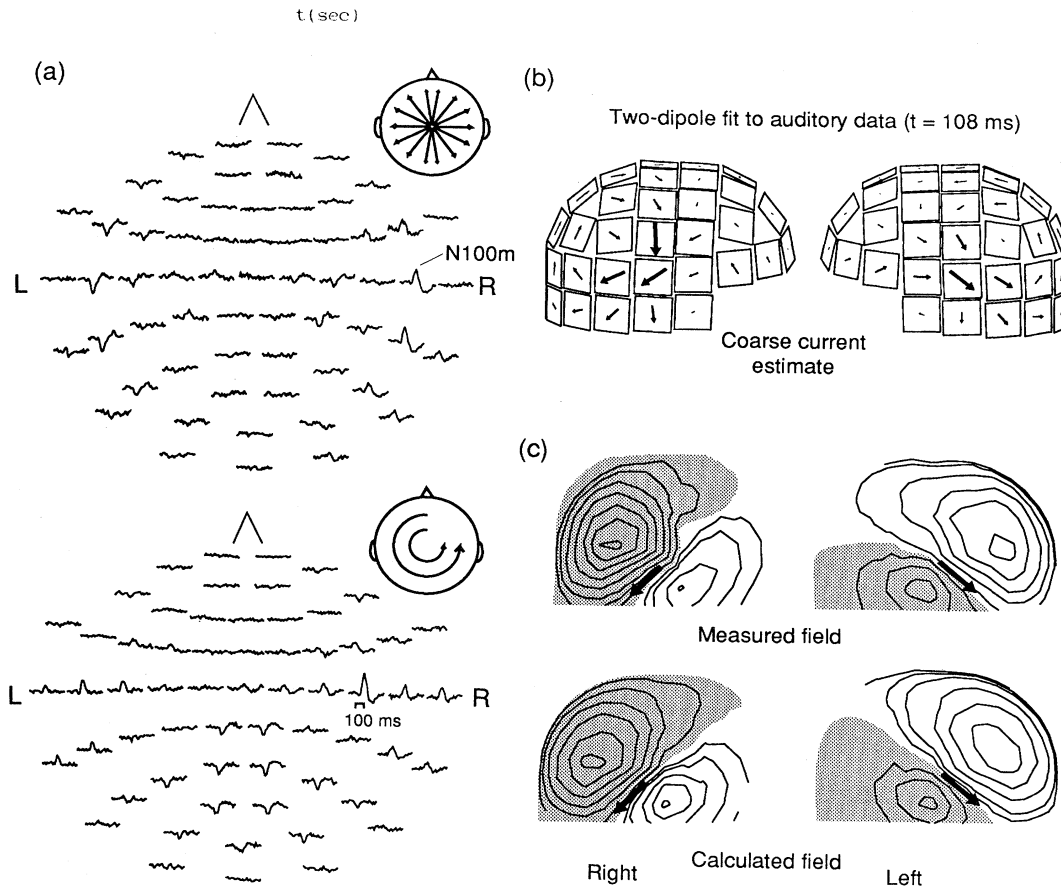 t(sec)
(a)
N100m
L
R
L
R
100 ms
(b)
Two-dipole fit to auditory data (t = 108 ms)
Coarse current
estimate
(c)
Measured field
Calculated field
Right
Left